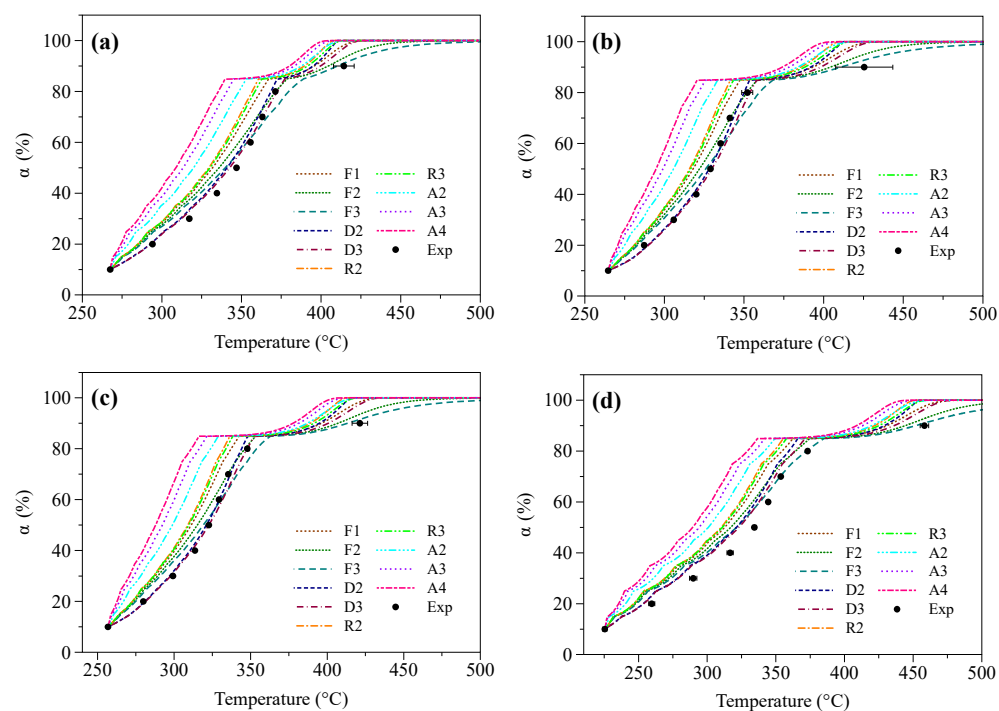 (a)
α (%)
100
80
60
40
20
0
F1 R3
F2 A2
F3 A3
D2 A4
D3 Exp
R2
250 300 350 400 450 500
Temperature (°C)
(b)
α (%)
100
80
60
40
20
0
F1 R3
F2 A2
F3 A3
D2 A4
D3 Exp
R2
250 300 350 400 450 500
Temperature (°C)
(c)
α (%)
100
80
60
40
20
0
F1 R3
F2 A2
F3 A3
D2 A4
D3 Exp
R2
250 300 350 400 450 500
Temperature (°C)
(d)
α (%)
100
80
60
40
20
0
F1 R3
F2 A2
F3 A3
D2 A4
D3 Exp
R2
250 300 350 400 450 500
Temperature (°C)